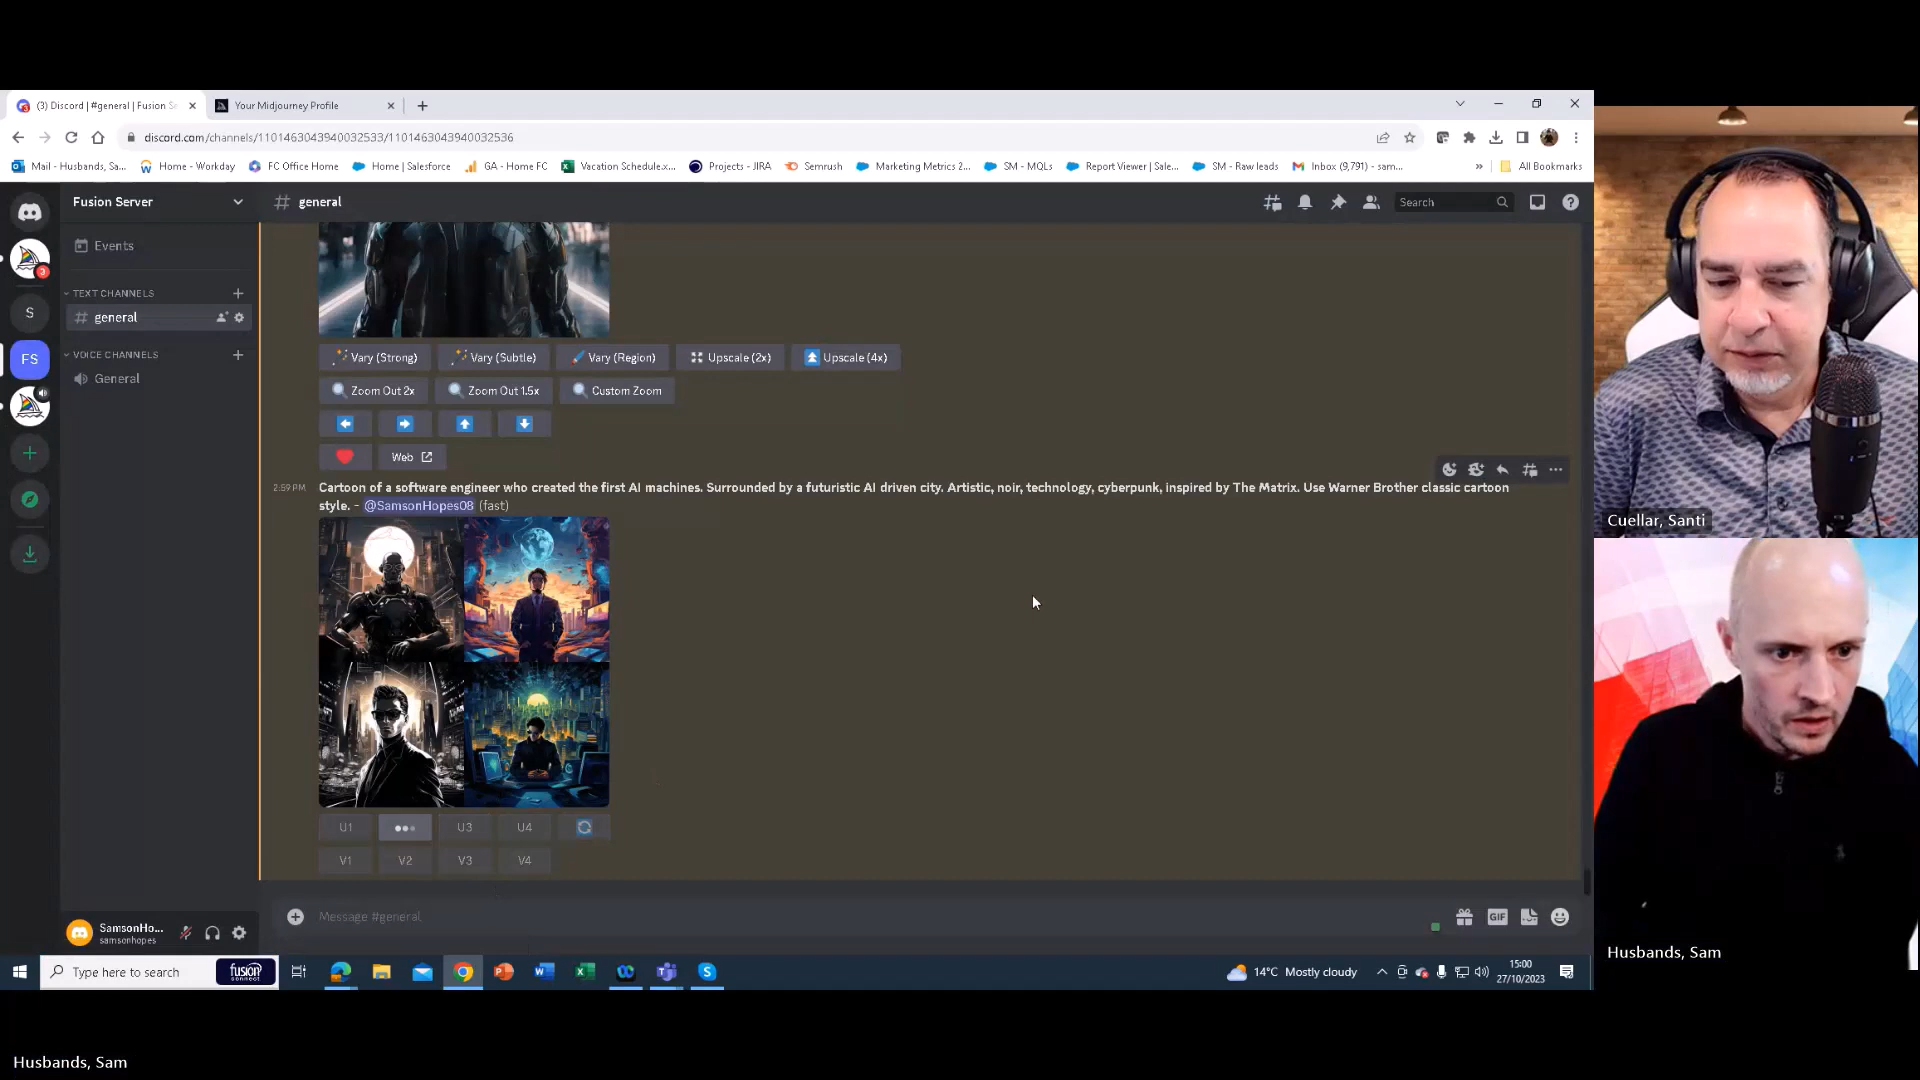 (3) Discord | #general | Fusion Se
Your Midjourney Profile
discord.com/channels/1101463043940032533/1101463043940032536
Mail - Husbands, Sa...
Home - Workday
FC Office Home
Home | Salesforce
GA - Home FC
Vacation Schedule.x...
Projects - JIRA
Semrush
Marketing Metrics 2...
SM - MQLs
Report Viewer | Sale...
SM - Raw leads
Inbox (9,791) - sam...
»
All Bookmarks
Fusion Server
# general
Search
Events
TEXT CHANNELS
# general
VOICE CHANNELS
General
3
S
FS
Vary (Strong)
Vary (Subtle)
Vary (Region)
Upscale (2x)
Upscale (4x)
Zoom Out 2x
Zoom Out 1.5x
Custom Zoom
Web
2:59 PM
Cartoon of a software engineer who created the first AI machines. Surrounded by a futuristic AI driven city. Artistic, noir, technology, cyberpunk, inspired by The Matrix. Use Warner Brother classic cartoon
style. - @SamsonHopes08 (fast)
U1
U3
U4
V1
V2
V3
V4
Message #general
GIF
SamsonHo...
samsonhopes
Type here to search
fusion connect
14°C Mostly cloudy
15:00
27/10/2023
Cuellar, Santi
Husbands, Sam
Husbands, Sam